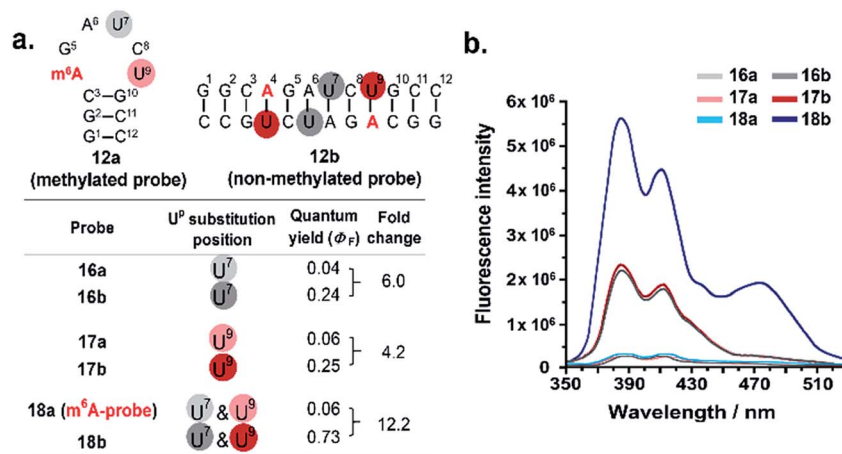 a.
A⁶ U⁷
G⁵ C⁸
m⁶A U⁹
C³ G¹⁰
G² C¹¹
G¹ C¹²
12a
(methylated probe)
1 2 3 4 5 6 7 8 9 10 11 12
G G C A G A U C U G C C
C C G U C U A G A C G G
12b
(non-methylated probe)
Probe Uᵖ substitution position Quantum yield (ΦF) Fold change
16a U⁷ 0.04
6.0
16b U⁷ 0.24
17a U⁹ 0.06
4.2
17b U⁹ 0.25
18a (m⁶A-probe) U⁷ & U⁹ 0.06
12.2
18b U⁷ & U⁹ 0.73
b.
16a 16b
17a 17b
18a 18b
6x 10⁶
5x 10⁶
4x 10⁶
3x 10⁶
2x 10⁶
1x 10⁶
0
Fluorescence intensity
350 390 430 470 510
Wavelength / nm